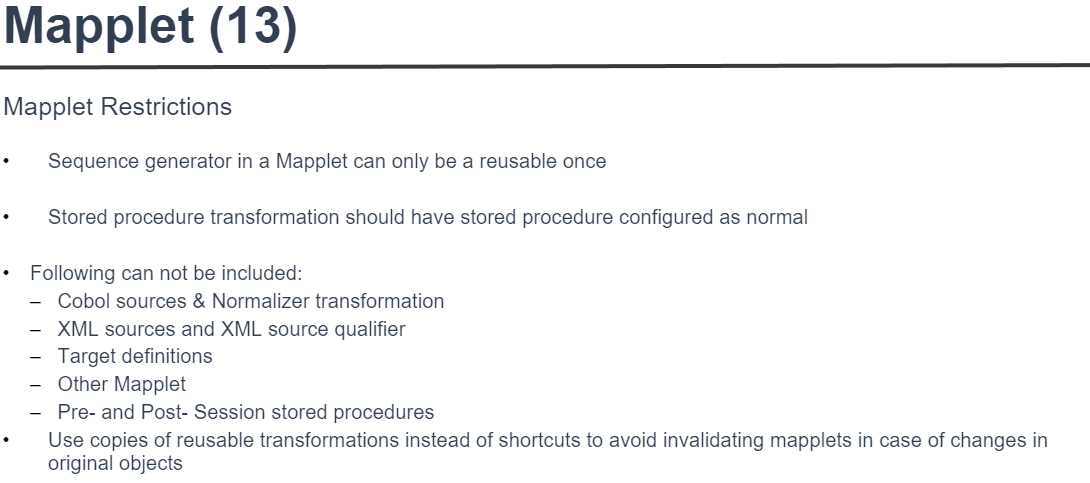 Mapplet (13)
Mapplet Restrictions
• Sequence generator in a Mapplet can only be a reusable once
• Stored procedure transformation should have stored procedure configured as normal
• Following can not be included:
– Cobol sources & Normalizer transformation
– XML sources and XML source qualifier
– Target definitions
– Other Mapplet
– Pre- and Post- Session stored procedures
• Use copies of reusable transformations instead of shortcuts to avoid invalidating mapplets in case of changes in
original objects